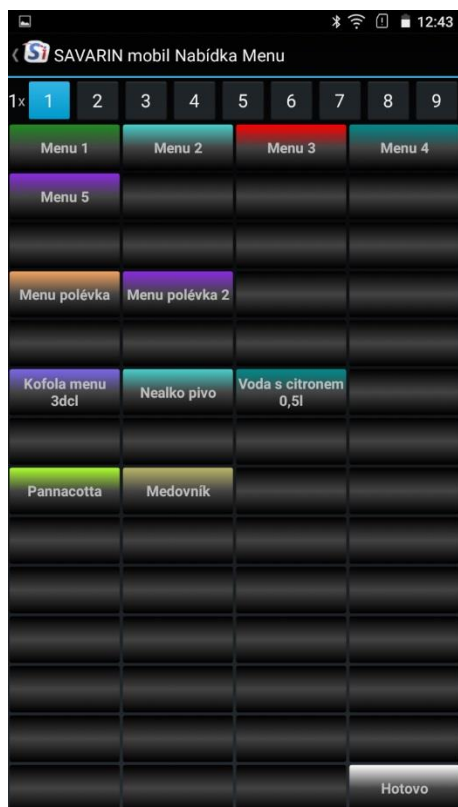 12:43
SAVARIN mobil Nabídka Menu
1x 1 2 3 4 5 6 7 8 9
Menu 1 Menu 2 Menu 3 Menu 4
Menu 5
Menu polévka Menu polévka 2
Kofola menu 3dcl
Nealko pivo
Voda s citronem 0,5l
Pannacotta Medovník
Hotovo